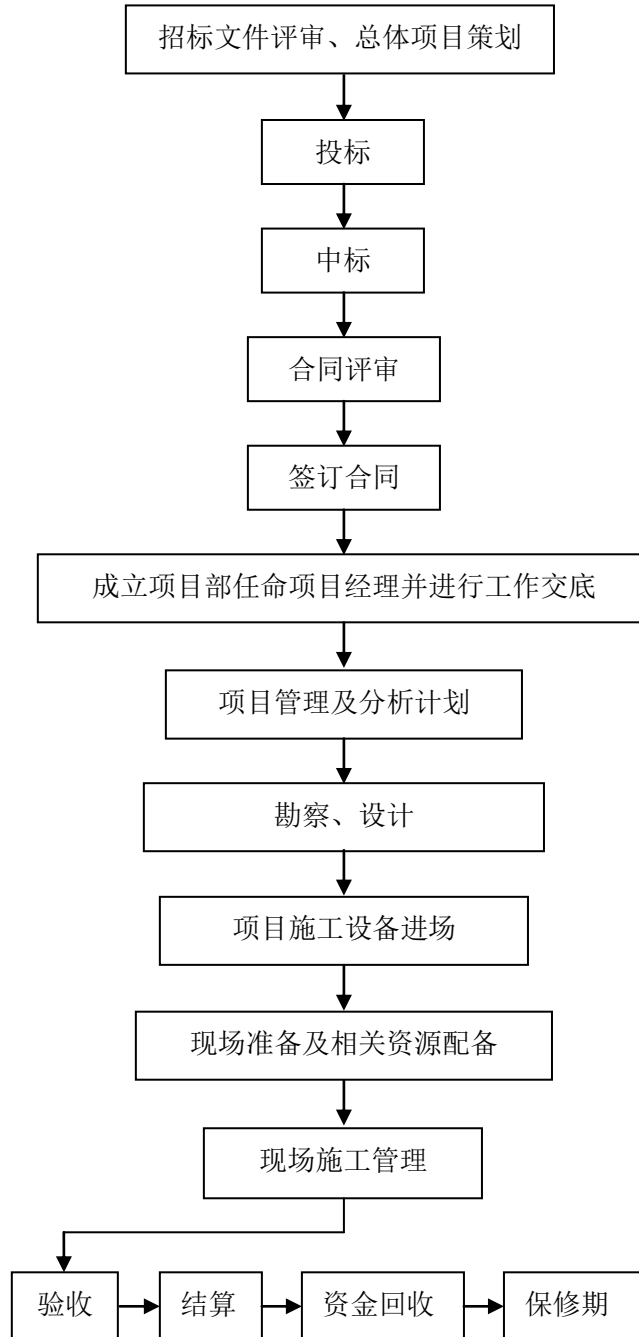 招标文件评审、总体项目策划
投标
中标
合同评审
签订合同
成立项目部任命项目经理并进行工作交底
项目管理及分析计划
勘察、设计
项目施工设备进场
现场准备及相关资源配备
现场施工管理
验收
结算
资金回收
保修期